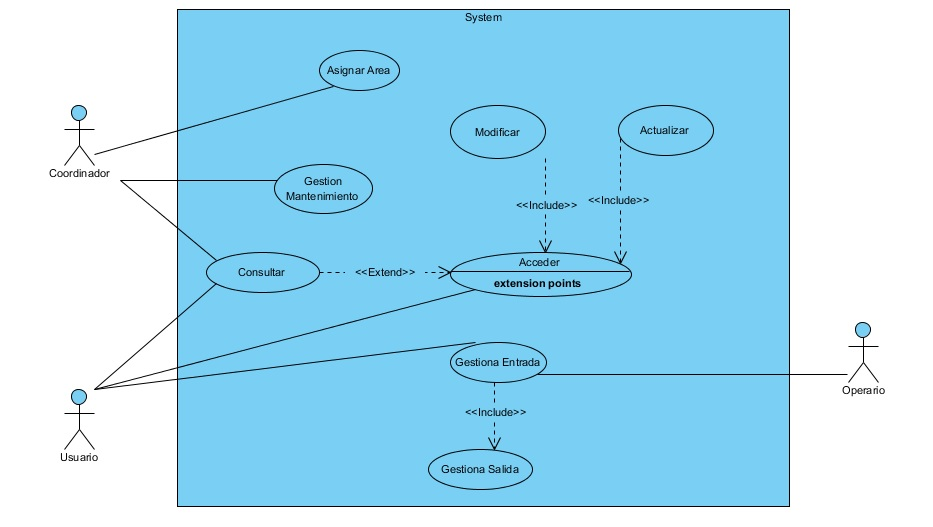 System
Asignar Area
Modificar
Actualizar
Coordinador
Gestion
Mantenimiento
<<Include>>
<<Include>>
Acceder
Consultar
<<Extend>>
extension points
Gestiona Entrada
Operario
<<Include>>
Usuario
Gestiona Salida